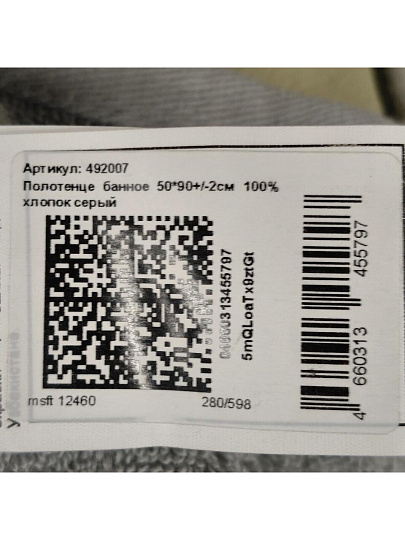 Артикул: 492007
Полотенце банное 50*90+/-2см 100%
хлопок серый
04660313455797
5mQLoaTx9ztGt
msft 12460
280/598
4 660313 455797
Узбекистане